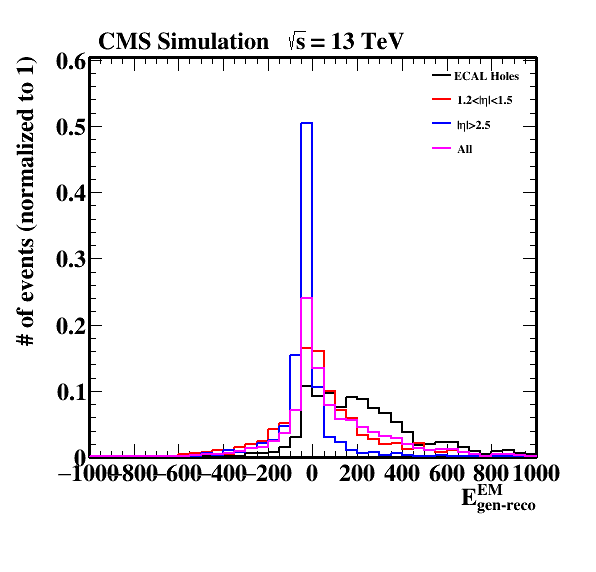 CMS Simulation √s = 13 TeV
# of events (normalized to 1)
0.6
0.5
0.4
0.3
0.2
0.1
0
ECAL Holes
1.2<|η|<1.5
|η|>2.5
All
−1000 −800 −600 −400 −200 0 200 400 600 800 1000
E^EM_gen-reco